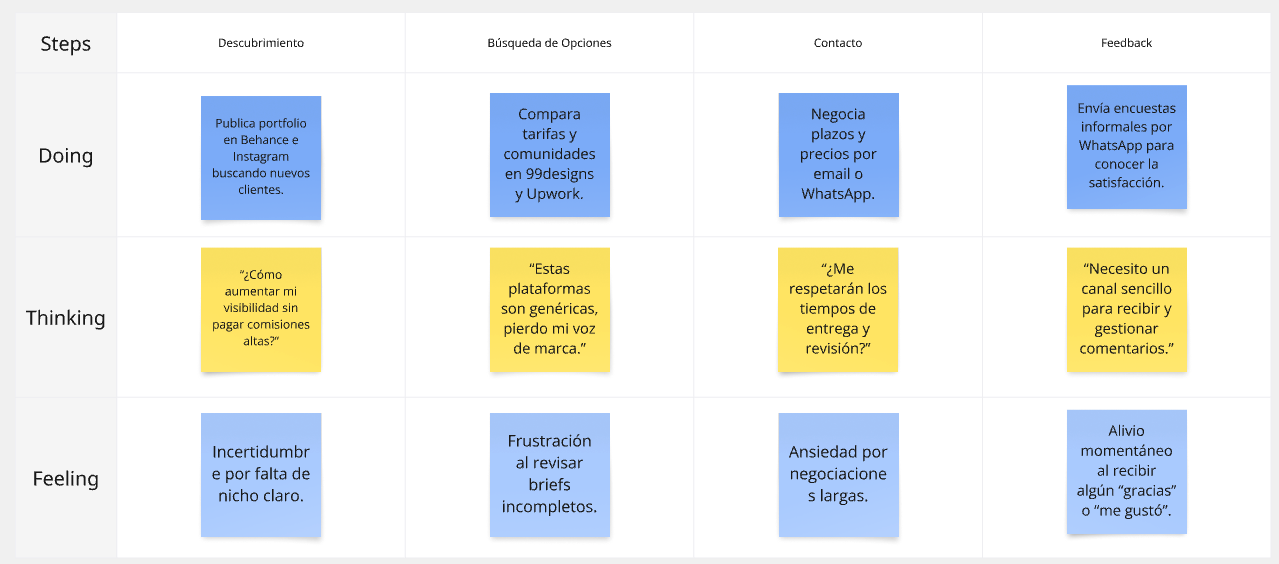 Steps
Descubrimiento
Búsqueda de Opciones
Contacto
Feedback
Doing
Publica portfolio
en Behance e
Instagram
buscando nuevos
clientes.
Compara
tarifas y
comunidades
en 99designs
y Upwork.
Negocia
plazos y
precios por
email o
WhatsApp.
Envía encuestas
informales por
WhatsApp para
conocer la
satisfacción.
Thinking
“¿Cómo
aumentar mi
visibilidad sin
pagar comisiones
altas?”
“Estas
plataformas
son genéricas,
pierdo mi voz
de marca.”
“¿Me
respetarán los
tiempos de
entrega y
revisión?”
“Necesito un
canal sencillo
para recibir y
gestionar
comentarios.”
Feeling
Incertidumbr
e por falta de
nicho claro.
Frustración
al revisar
briefs
incompletos.
Ansiedad por
negociacione
s largas.
Alivio
momentáneo
al recibir
algún “gracias”
o “me gustó”.